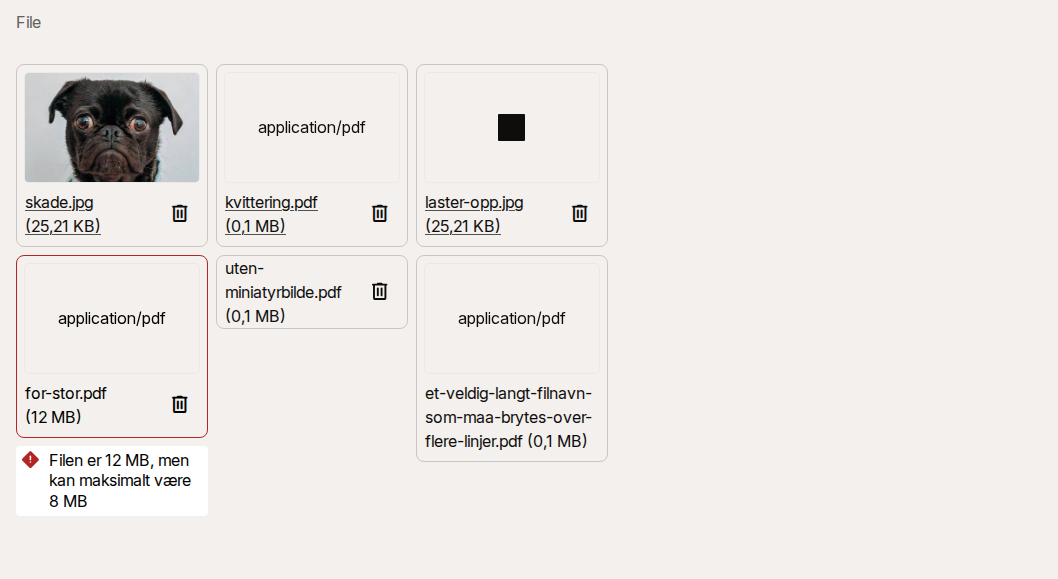 File
skade.jpg
(25,21 KB)
application/pdf
kvittering.pdf
(0,1 MB)
laster-opp.jpg
(25,21 KB)
application/pdf
for-stor.pdf
(12 MB)
Filen er 12 MB, men
kan maksimalt være
8 MB
uten-
miniatyrbilde.pdf
(0,1 MB)
application/pdf
et-veldig-langt-filnavn-
som-maa-brytes-over-
flere-linjer.pdf (0,1 MB)